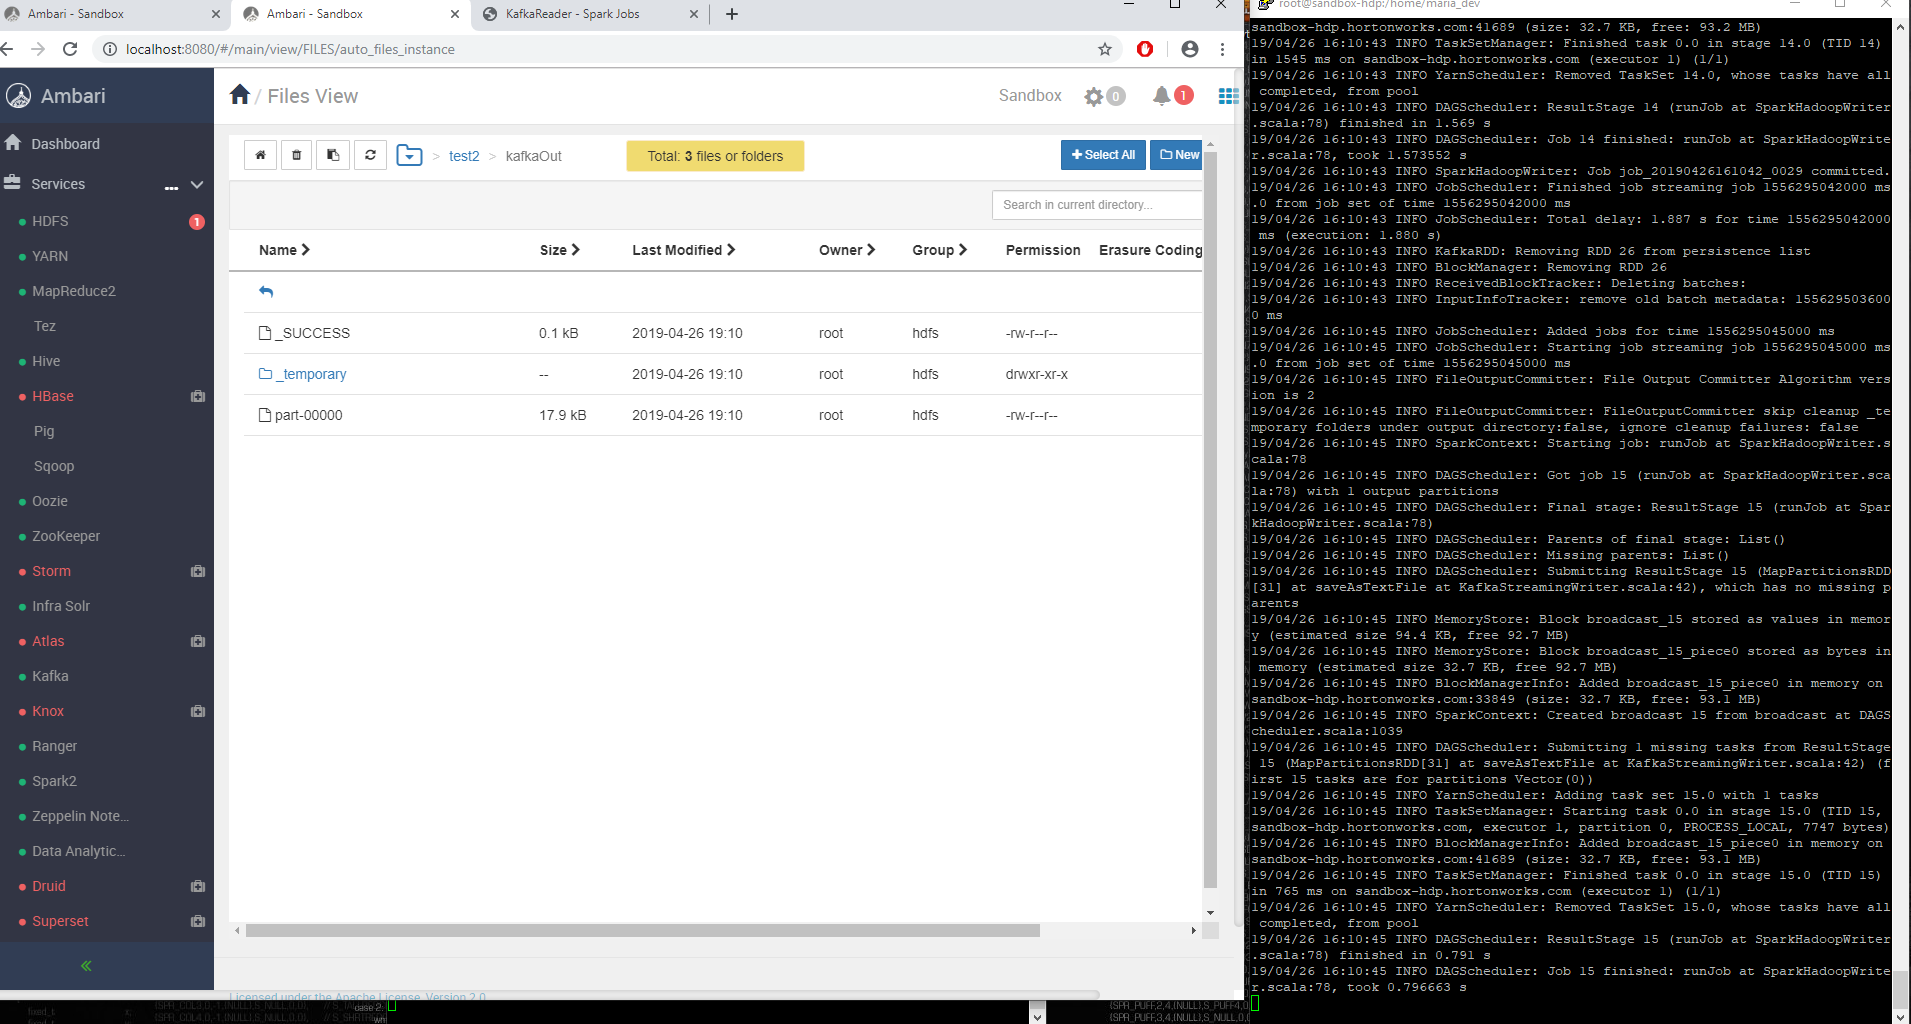 Ambari - Sandbox
Ambari - Sandbox
KafkaReader - Spark Jobs
localhost:8080/#/main/view/FILES/auto_files_instance
Ambari
Dashboard
Services
HDFS 1
YARN
MapReduce2
Tez
Hive
HBase
Pig
Sqoop
Oozie
ZooKeeper
Storm
Infra Solr
Atlas
Kafka
Knox
Ranger
Spark2
Zeppelin Note...
Data Analytic...
Druid
Superset
/ Files View
Sandbox 0 1
> test2 > kafkaOut
Total: 3 files or folders
Select All
New
Search in current directory...
Name Size Last Modified Owner Group Permission Erasure Coding
_SUCCESS 0.1 kB 2019-04-26 19:10 root hdfs -rw-r--r--
_temporary -- 2019-04-26 19:10 root hdfs drwxr-xr-x
part-00000 17.9 kB 2019-04-26 19:10 root hdfs -rw-r--r--
Licensed under the Apache License, Version 2.0
root@sandbox-hdp:/home/maria_dev
sandbox-hdp.hortonworks.com:41689 (size: 32.7 KB, free: 93.2 MB)
19/04/26 16:10:43 INFO TaskSetManager: Finished task 0.0 in stage 14.0 (TID 14)
in 1545 ms on sandbox-hdp.hortonworks.com (executor 1) (1/1)
19/04/26 16:10:43 INFO YarnScheduler: Removed TaskSet 14.0, whose tasks have all
completed, from pool
19/04/26 16:10:43 INFO DAGScheduler: ResultStage 14 (runJob at SparkHadoopWriter
.scala:78) finished in 1.569 s
19/04/26 16:10:43 INFO DAGScheduler: Job 14 finished: runJob at SparkHadoopWrite
r.scala:78, took 1.573552 s
19/04/26 16:10:43 INFO SparkHadoopWriter: Job job_20190426161042_0029 committed.
19/04/26 16:10:43 INFO JobScheduler: Finished job streaming job 1556295042000 ms
.0 from job set of time 1556295042000 ms
19/04/26 16:10:43 INFO JobScheduler: Total delay: 1.887 s for time 1556295042000
ms (execution: 1.880 s)
19/04/26 16:10:43 INFO KafkaRDD: Removing RDD 26 from persistence list
19/04/26 16:10:43 INFO BlockManager: Removing RDD 26
19/04/26 16:10:43 INFO ReceivedBlockTracker: Deleting batches:
19/04/26 16:10:43 INFO InputInfoTracker: remove old batch metadata: 155629503600
0 ms
19/04/26 16:10:45 INFO JobScheduler: Added jobs for time 1556295045000 ms
19/04/26 16:10:45 INFO JobScheduler: Starting job streaming job 1556295045000 ms
.0 from job set of time 1556295045000 ms
19/04/26 16:10:45 INFO FileOutputCommitter: File Output Committer Algorithm vers
ion is 2
19/04/26 16:10:45 INFO FileOutputCommitter: FileOutputCommitter skip cleanup _te
mporary folders under output directory:false, ignore cleanup failures: false
19/04/26 16:10:45 INFO SparkContext: Starting job: runJob at SparkHadoopWriter.s
cala:78
19/04/26 16:10:45 INFO DAGScheduler: Got job 15 (runJob at SparkHadoopWriter.sca
la:78) with 1 output partitions
19/04/26 16:10:45 INFO DAGScheduler: Final stage: ResultStage 15 (runJob at Spar
kHadoopWriter.scala:78)
19/04/26 16:10:45 INFO DAGScheduler: Parents of final stage: List()
19/04/26 16:10:45 INFO DAGScheduler: Missing parents: List()
19/04/26 16:10:45 INFO DAGScheduler: Submitting ResultStage 15 (MapPartitionsRDD
[31] at saveAsTextFile at KafkaStreamingWriter.scala:42), which has no missing p
arents
19/04/26 16:10:45 INFO MemoryStore: Block broadcast_15 stored as values in memor
y (estimated size 94.4 KB, free 92.7 MB)
19/04/26 16:10:45 INFO MemoryStore: Block broadcast_15_piece0 stored as bytes in
memory (estimated size 32.7 KB, free 92.7 MB)
19/04/26 16:10:45 INFO BlockManagerInfo: Added broadcast_15_piece0 in memory on
sandbox-hdp.hortonworks.com:33849 (size: 32.7 KB, free: 93.1 MB)
19/04/26 16:10:45 INFO SparkContext: Created broadcast 15 from broadcast at DAGS
cheduler.scala:1039
19/04/26 16:10:45 INFO DAGScheduler: Submitting 1 missing tasks from ResultStage
15 (MapPartitionsRDD[31] at saveAsTextFile at KafkaStreamingWriter.scala:42) (f
irst 15 tasks are for partitions Vector(0))
19/04/26 16:10:45 INFO YarnScheduler: Adding task set 15.0 with 1 tasks
19/04/26 16:10:45 INFO TaskSetManager: Starting task 0.0 in stage 15.0 (TID 15,
sandbox-hdp.hortonworks.com, executor 1, partition 0, PROCESS_LOCAL, 7747 bytes)
19/04/26 16:10:45 INFO BlockManagerInfo: Added broadcast_15_piece0 in memory on
sandbox-hdp.hortonworks.com:41689 (size: 32.7 KB, free: 93.1 MB)
19/04/26 16:10:45 INFO TaskSetManager: Finished task 0.0 in stage 15.0 (TID 15)
in 765 ms on sandbox-hdp.hortonworks.com (executor 1) (1/1)
19/04/26 16:10:45 INFO YarnScheduler: Removed TaskSet 15.0, whose tasks have all
completed, from pool
19/04/26 16:10:45 INFO DAGScheduler: ResultStage 15 (runJob at SparkHadoopWriter
.scala:78) finished in 0.791 s
19/04/26 16:10:45 INFO DAGScheduler: Job 15 finished: runJob at SparkHadoopWrite
r.scala:78, took 0.796663 s